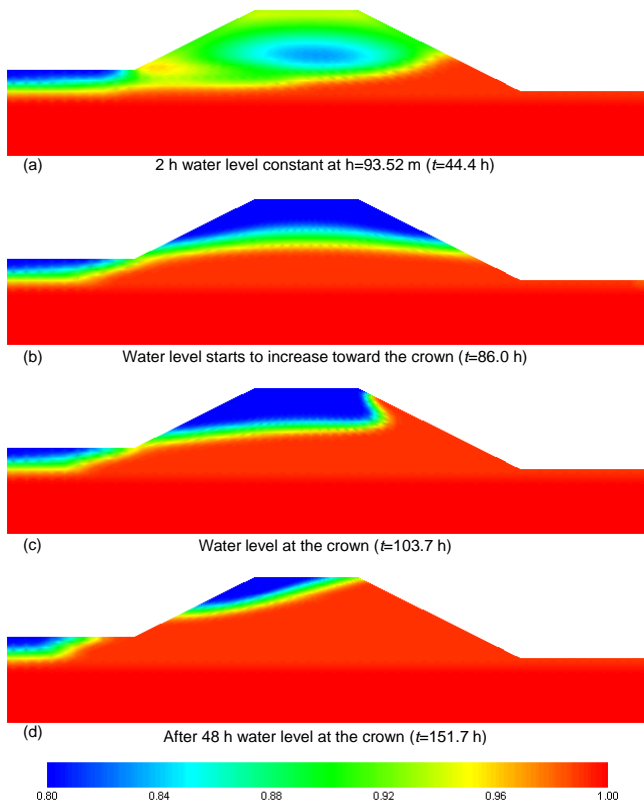 (a) 2 h water level constant at h=93.52 m (t=44.4 h)
(b) Water level starts to increase toward the crown (t=86.0 h)
(c) Water level at the crown (t=103.7 h)
(d) After 48 h water level at the crown (t=151.7 h)
0.80 0.84 0.88 0.92 0.96 1.00